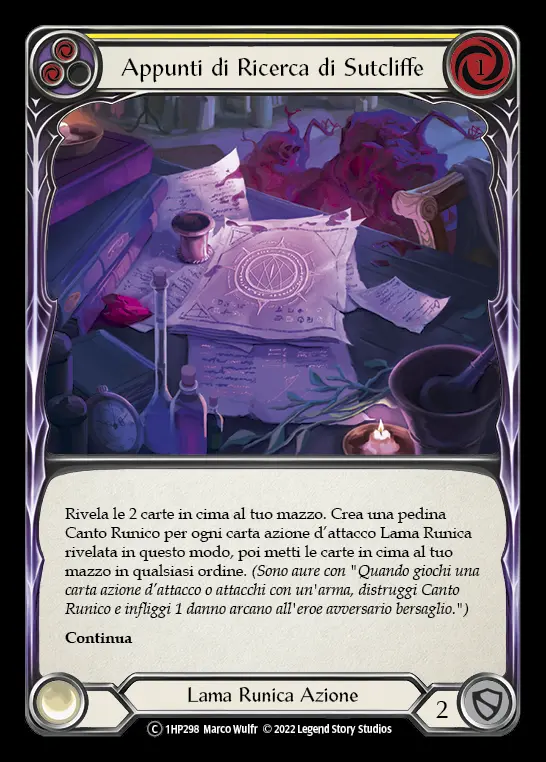 Appunti di Ricerca di Sutcliffe
1
Rivela le 2 carte in cima al tuo mazzo. Crea una pedina
Canto Runico per ogni carta azione d’attacco Lama Runica
rivelata in questo modo, poi metti le carte in cima al tuo
mazzo in qualsiasi ordine. (Sono aure con "Quando giochi una
carta azione d’attacco o attacchi con un'arma, distruggi Canto
Runico e infliggi 1 danno arcano all'eroe avversario bersaglio.")
Continua
Lama Runica Azione
2
C 1HP298 Marco Wulfr © 2022 Legend Story Studios